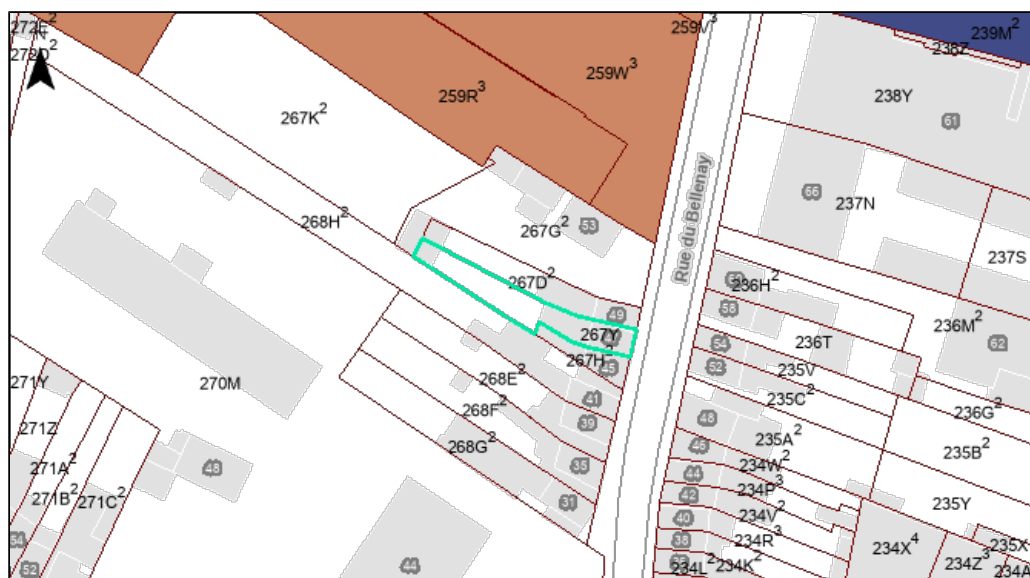 272E²
N
259V³
239M²
272D²
238Z
259W³
259R³
238Y
61
267K²
66
237N
268H²
267G²
53
Rue du Bellenay
237S
267D²
236H²
58
49
236M²
267Y
236T
62
54
267H²
45
52
235V
271Y
270M
268E²
41
235C²
268F²
39
48
236G²
271Z
268G²
235A²
46
235B²
271A²
48
35
234W²
44
271B²
271C²
31
42
234P³
235Y
40
234V²
54
38
234R³
234X⁴
235X
52
44
234L²
234K²
234Z³
234A